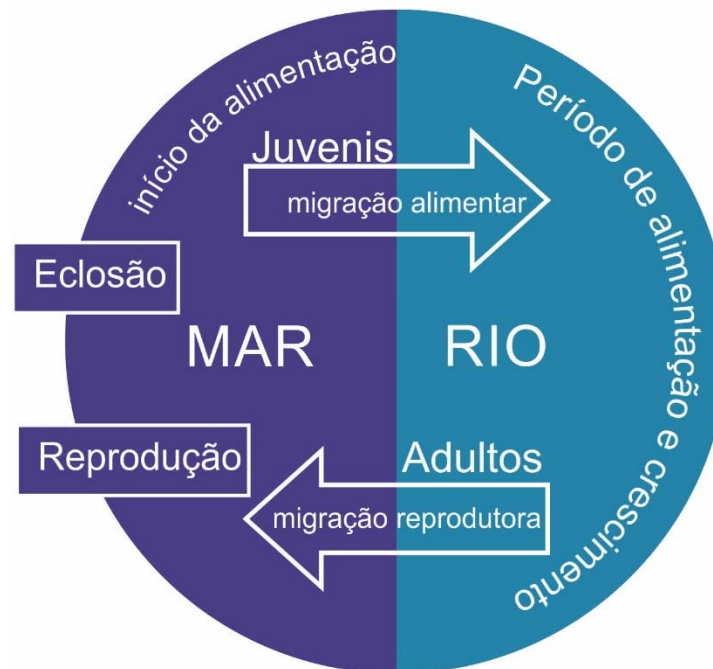 início da alimentação
Juvenis
migração alimentar
Período de alimentação e crescimento
Eclosão
MAR
RIO
Reprodução
Adultos
migração reprodutora